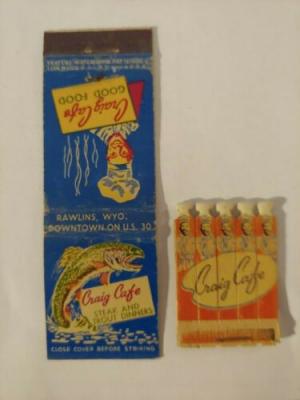 Craig Cafe
GOOD FOOD
RAWLINS, WYO.
DOWNTOWN ON U.S. 30
Craig Cafe
STEAK AND
TROUT DINNERS
CLOSE COVER BEFORE STRIKING
Craig Cafe